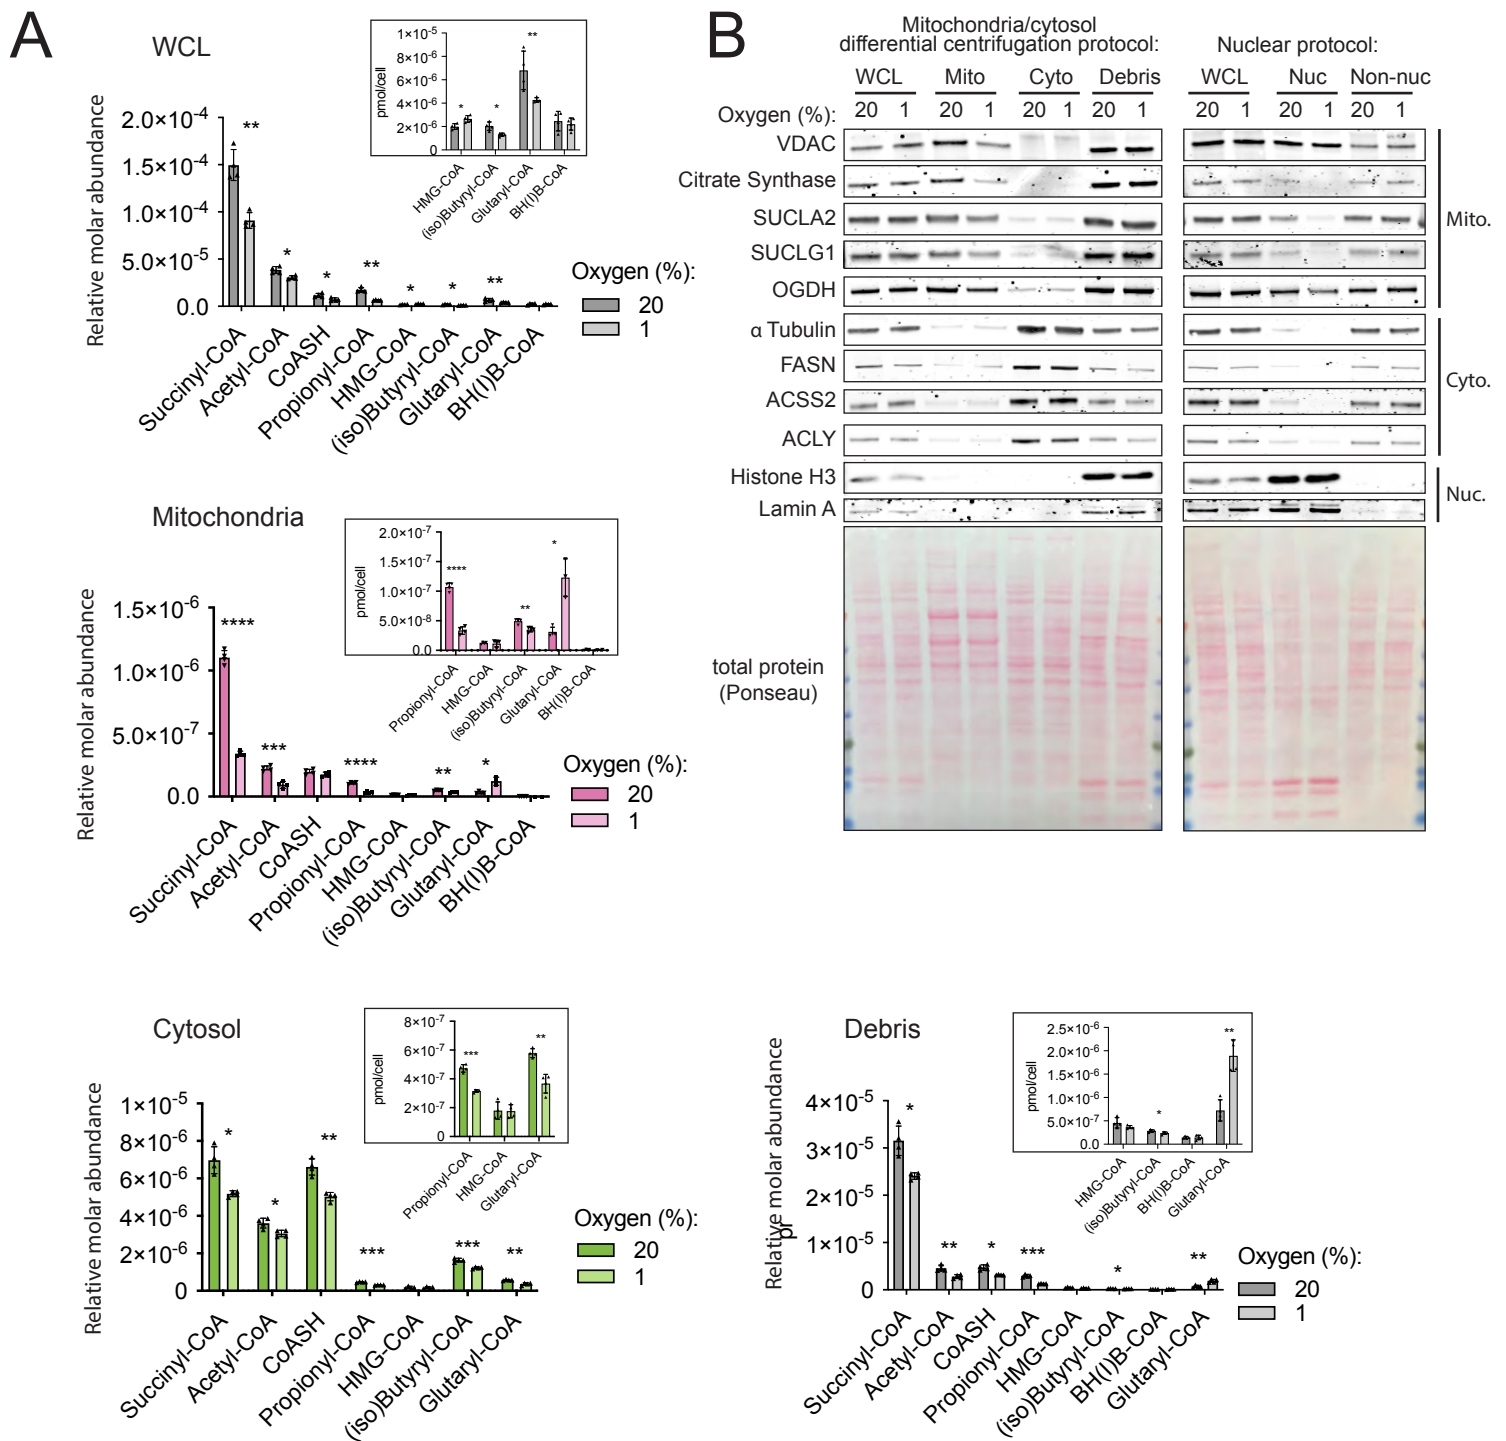 A
WCL
Relative molar abundance
2.0×10⁻⁴
1.5×10⁻⁴
1.0×10⁻⁴
5.0×10⁻⁵
0.0
**
*
*
**
*
*
**
Succinyl-CoA
Acetyl-CoA
CoASH
Propionyl-CoA
HMG-CoA
(iso)Butyryl-CoA
Glutaryl-CoA
BH(I)B-CoA
pmol/cell
1×10⁻⁵
8×10⁻⁶
6×10⁻⁶
4×10⁻⁶
2×10⁻⁶
0
*
*
**
HMG-CoA
(iso)Butyryl-CoA
Glutaryl-CoA
BH(I)B-CoA
Oxygen (%):
20
1
Mitochondria
Relative molar abundance
1.5×10⁻⁶
1.0×10⁻⁶
5.0×10⁻⁷
0.0
****
***
****
**
*
Succinyl-CoA
Acetyl-CoA
CoASH
Propionyl-CoA
HMG-CoA
(iso)Butyryl-CoA
Glutaryl-CoA
BH(I)B-CoA
pmol/cell
2.0×10⁻⁷
1.5×10⁻⁷
1.0×10⁻⁷
5.0×10⁻⁸
0.0
****
**
*
Propionyl-CoA
HMG-CoA
(iso)Butyryl-CoA
Glutaryl-CoA
BH(I)B-CoA
Oxygen (%):
20
1
Cytosol
Relative molar abundance
1×10⁻⁵
8×10⁻⁶
6×10⁻⁶
4×10⁻⁶
2×10⁻⁶
0
*
*
**
***
***
**
Succinyl-CoA
Acetyl-CoA
CoASH
Propionyl-CoA
HMG-CoA
(iso)Butyryl-CoA
Glutaryl-CoA
pmol/cell
8×10⁻⁷
6×10⁻⁷
4×10⁻⁷
2×10⁻⁷
0
***
**
Propionyl-CoA
HMG-CoA
Glutaryl-CoA
Oxygen (%):
20
1
Debris
Relative molar abundance
pr
4×10⁻⁵
3×10⁻⁵
2×10⁻⁵
1×10⁻⁵
0
*
**
*
***
*
**
Succinyl-CoA
Acetyl-CoA
CoASH
Propionyl-CoA
HMG-CoA
(iso)Butyryl-CoA
BH(I)B-CoA
Glutaryl-CoA
pmol/cell
2.5×10⁻⁶
2.0×10⁻⁶
1.5×10⁻⁶
1.0×10⁻⁶
5.0×10⁻⁷
0.0
*
**
HMG-CoA
(iso)Butyryl-CoA
BH(I)B-CoA
Glutaryl-CoA
Oxygen (%):
20
1
B
Mitochondria/cytosol
differential centrifugation protocol:
Nuclear protocol:
WCL Mito Cyto Debris WCL Nuc Non-nuc
Oxygen (%): 20 1 20 1 20 1 20 1 20 1 20 1 20 1
VDAC
Citrate Synthase
SUCLA2
SUCLG1
OGDH
Mito.
α Tubulin
FASN
ACSS2
ACLY
Cyto.
Histone H3
Lamin A
Nuc.
total protein
(Ponseau)